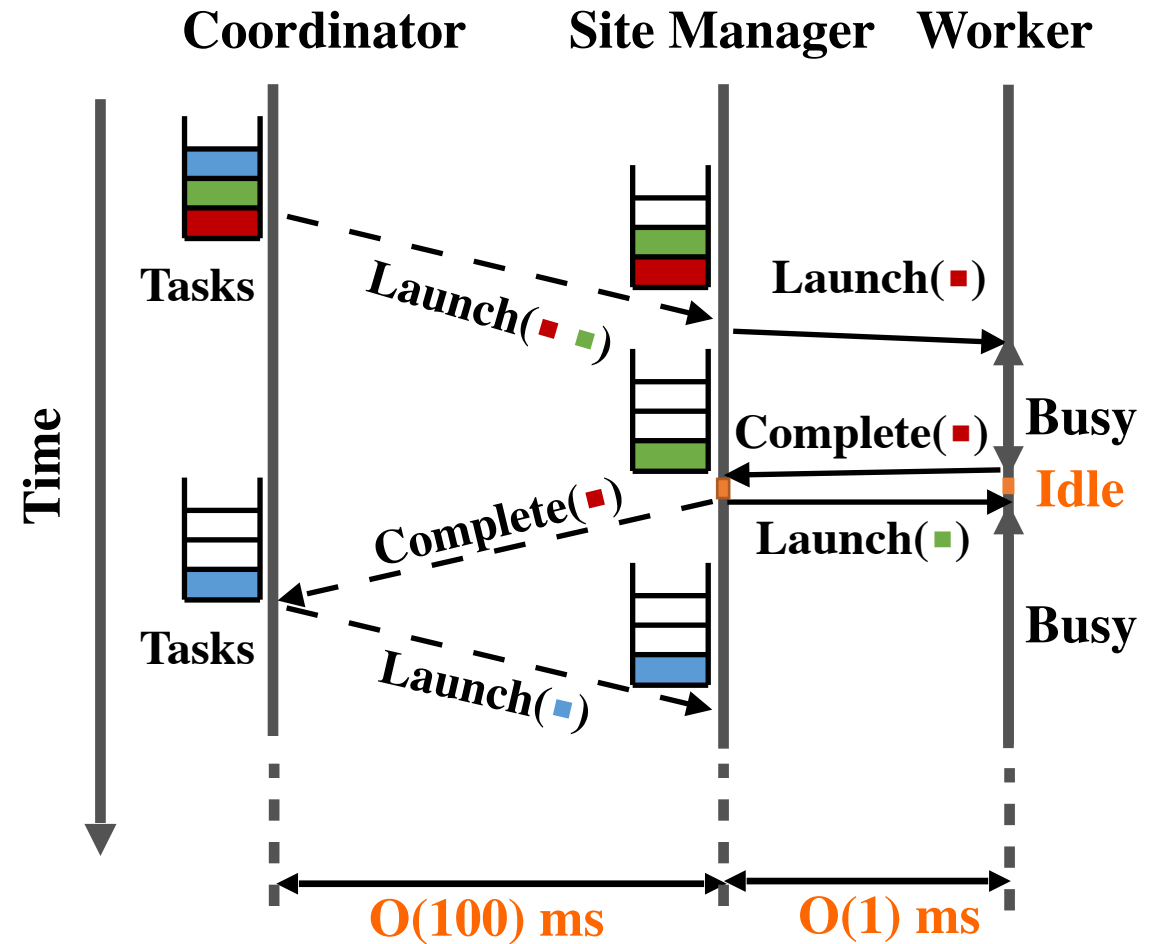 Coordinator
Site Manager
Worker
Tasks
Launch( )
Launch( )
Time
Busy
Complete( )
Idle
Complete( )
Launch( )
Tasks
Busy
Launch( )
O(100) ms
O(1) ms